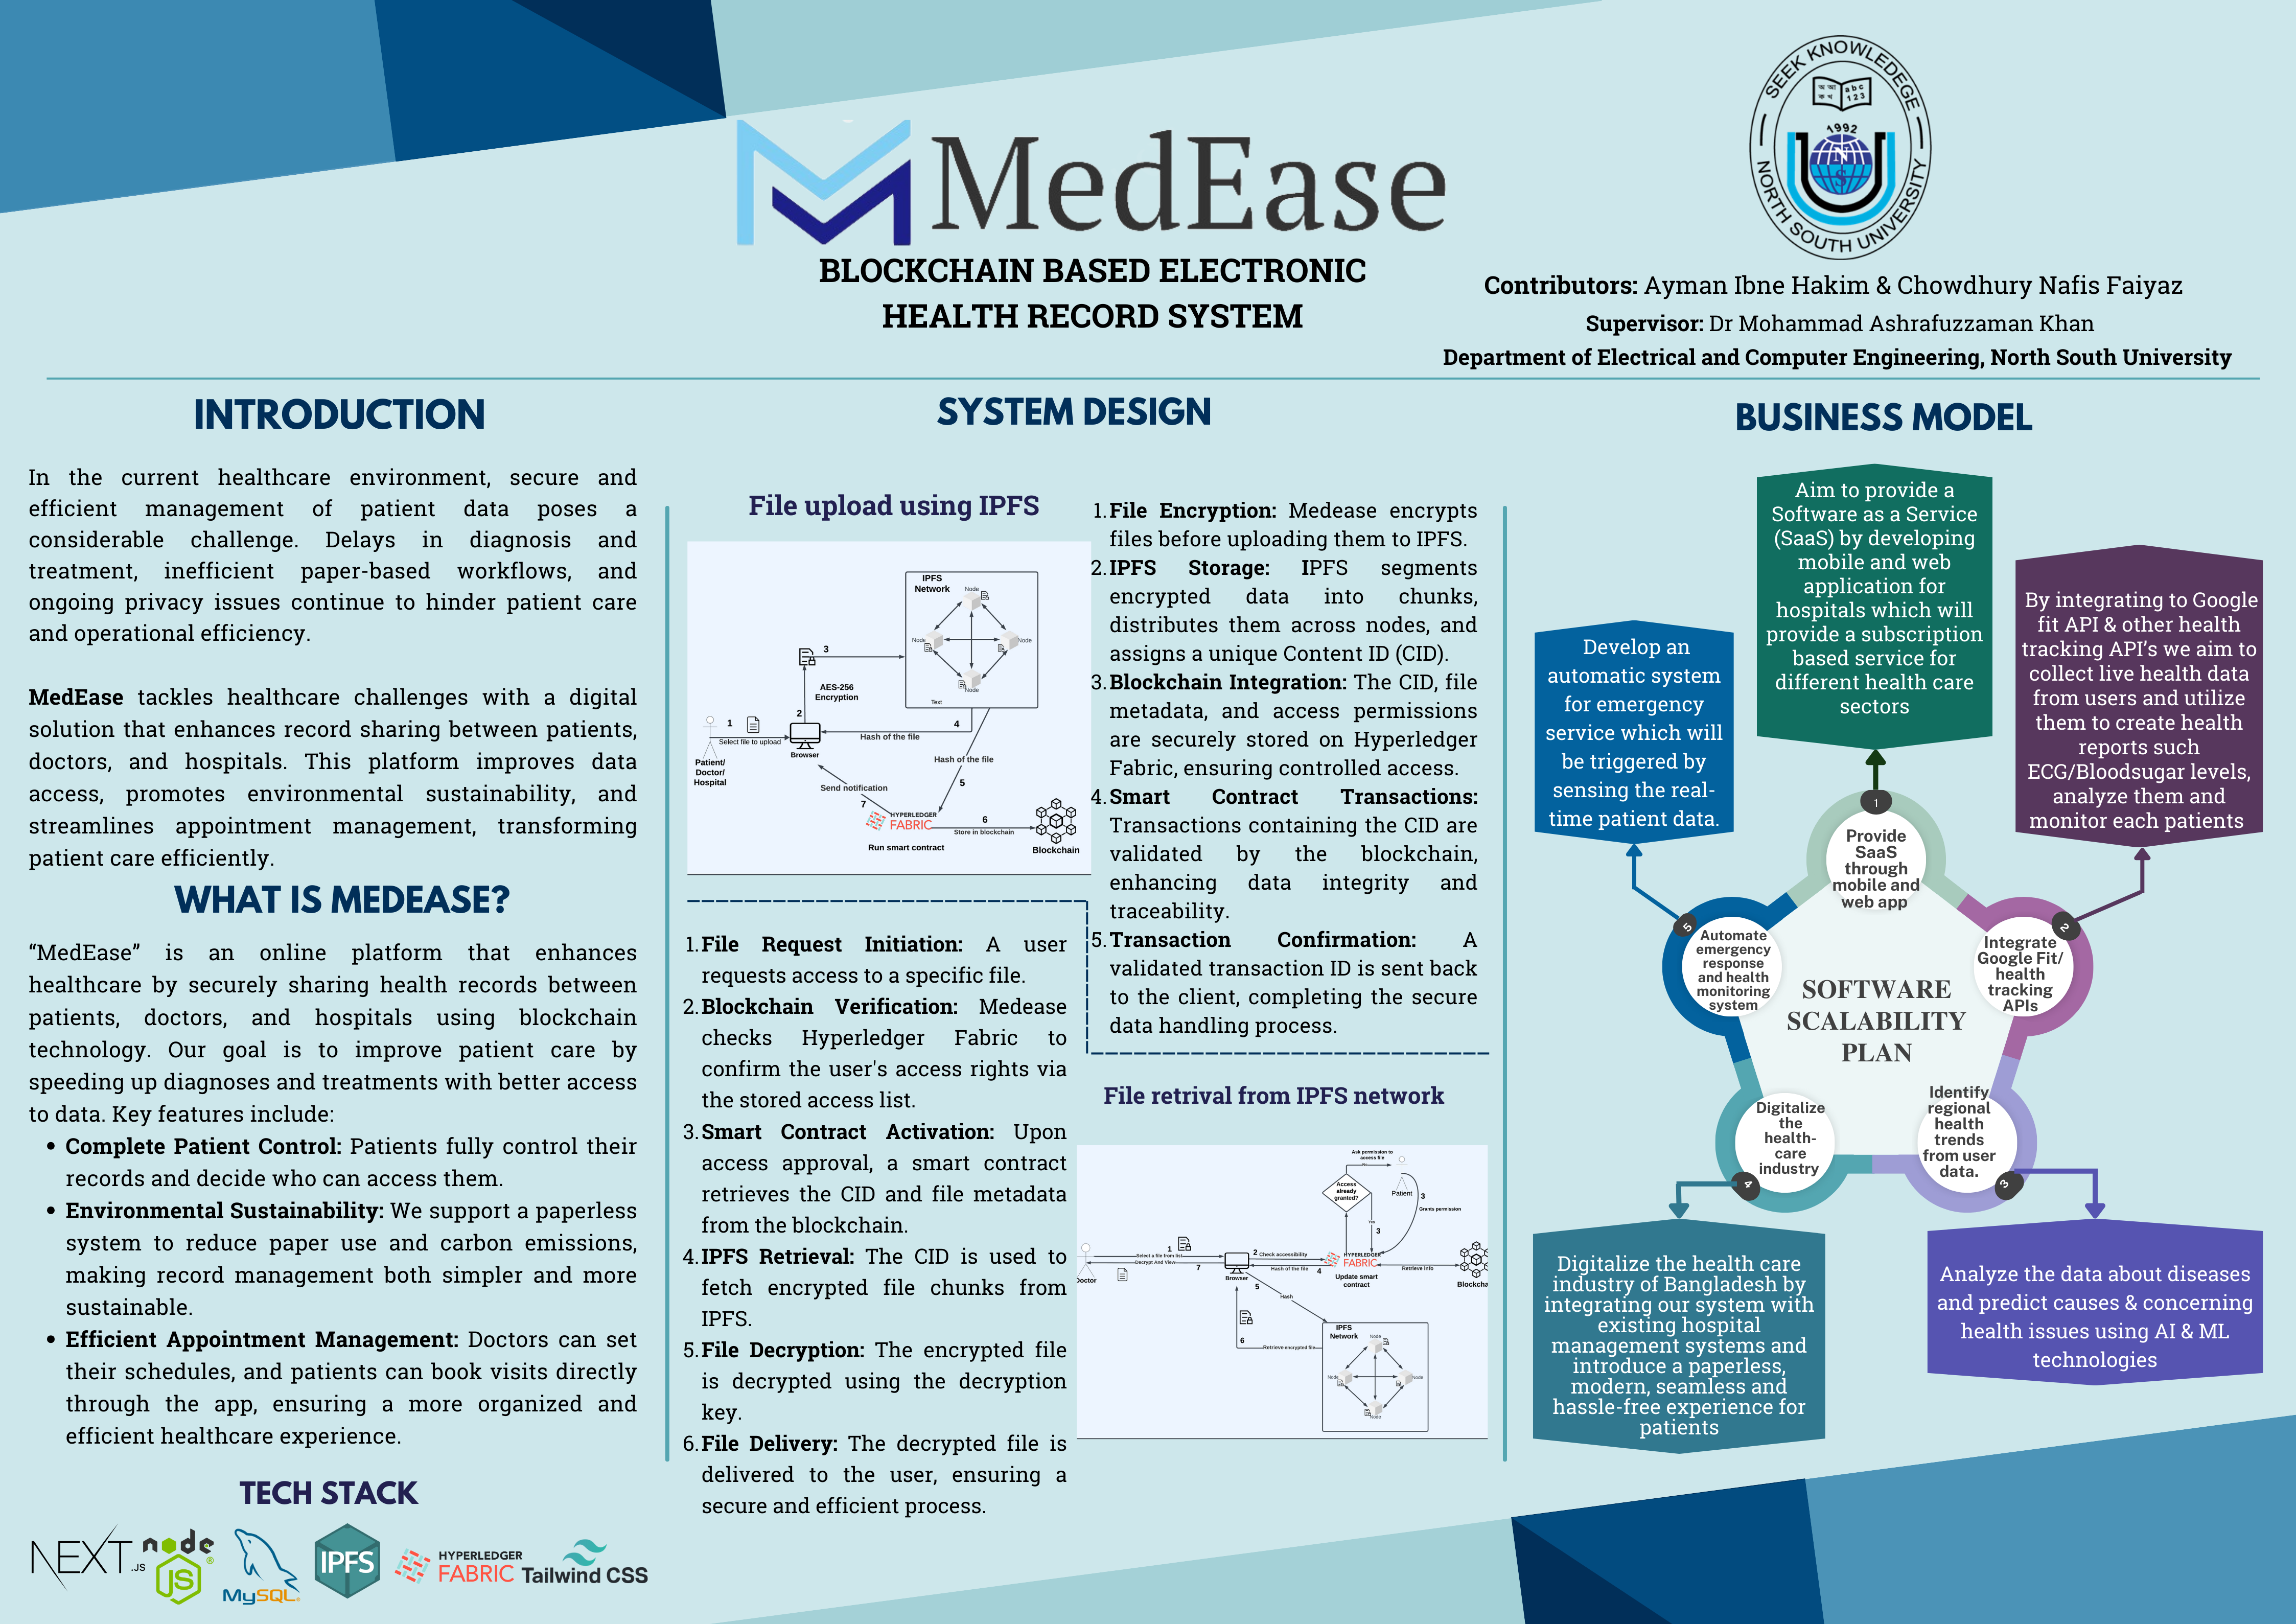 SEEK KNOWLEDEGE
অ আ
ক খ
abc
123
1992
N
S
NORTH SOUTH UNIVERSITY
MedEase
BLOCKCHAIN BASED ELECTRONIC
HEALTH RECORD SYSTEM
Contributors: Ayman Ibne Hakim & Chowdhury Nafis Faiyaz
Supervisor: Dr Mohammad Ashrafuzzaman Khan
Department of Electrical and Computer Engineering, North South University
INTRODUCTION
In the current healthcare environment, secure and
efficient management of patient data poses a
considerable challenge. Delays in diagnosis and
treatment, inefficient paper-based workflows, and
ongoing privacy issues continue to hinder patient care
and operational efficiency.
MedEase tackles healthcare challenges with a digital
solution that enhances record sharing between patients,
doctors, and hospitals. This platform improves data
access, promotes environmental sustainability, and
streamlines appointment management, transforming
patient care efficiently.
WHAT IS MEDEASE?
“MedEase” is an online platform that enhances
healthcare by securely sharing health records between
patients, doctors, and hospitals using blockchain
technology. Our goal is to improve patient care by
speeding up diagnoses and treatments with better access
to data. Key features include:
• Complete Patient Control: Patients fully control their
records and decide who can access them.
• Environmental Sustainability: We support a paperless
system to reduce paper use and carbon emissions,
making record management both simpler and more
sustainable.
• Efficient Appointment Management: Doctors can set
their schedules, and patients can book visits directly
through the app, ensuring a more organized and
efficient healthcare experience.
TECH STACK
NEXT.JS
node
JS
MySQL
IPFS
HYPERLEDGER
FABRIC
Tailwind CSS
SYSTEM DESIGN
File upload using IPFS
IPFS
Network
Node
Node
Node
Node
Text
3
AES-256
Encryption
2
1
Select file to upload
Browser
Patient/
Doctor/
Hospital
4
Hash of the file
Hash of the file
5
Send notification
7
HYPERLEDGER
FABRIC
Run smart contract
6
Store in blockchain
Blockchain
1. File Encryption: Medease encrypts
files before uploading them to IPFS.
2. IPFS Storage: IPFS segments
encrypted data into chunks,
distributes them across nodes, and
assigns a unique Content ID (CID).
3. Blockchain Integration: The CID, file
metadata, and access permissions
are securely stored on Hyperledger
Fabric, ensuring controlled access.
4. Smart Contract Transactions:
Transactions containing the CID are
validated by the blockchain,
enhancing data integrity and
traceability.
5. Transaction Confirmation: A
validated transaction ID is sent back
to the client, completing the secure
data handling process.
1. File Request Initiation: A user
requests access to a specific file.
2. Blockchain Verification: Medease
checks Hyperledger Fabric to
confirm the user's access rights via
the stored access list.
3. Smart Contract Activation: Upon
access approval, a smart contract
retrieves the CID and file metadata
from the blockchain.
4. IPFS Retrieval: The CID is used to
fetch encrypted file chunks from
IPFS.
5. File Decryption: The encrypted file
is decrypted using the decryption
key.
6. File Delivery: The decrypted file is
delivered to the user, ensuring a
secure and efficient process.
File retrival from IPFS network
Ask permission to
access file
Access
already
granted?
Patient
3
Grants permission
Yes
3
1
Select a file from list
Decrypt And View
7
Doctor
Browser
2 Check accessibility
Hash of the file 4
HYPERLEDGER
FABRIC
Update smart
contract
Retrieve Info
Blockcha
5
Hash
6
Retrieve encrypted file
IPFS
Network
Node
Node
Node
Node
BUSINESS MODEL
Aim to provide a
Software as a Service
(SaaS) by developing
mobile and web
application for
hospitals which will
provide a subscription
based service for
different health care
sectors
By integrating to Google
fit API & other health
tracking API’s we aim to
collect live health data
from users and utilize
them to create health
reports such
ECG/Bloodsugar levels,
analyze them and
monitor each patients
Develop an
automatic system
for emergency
service which will
be triggered by
sensing the real-
time patient data.
1
Provide
SaaS
through
mobile and
web app
2
Integrate
Google Fit/
health
tracking
APIs
5
Automate
emergency
response
and health
monitoring
system
SOFTWARE
SCALABILITY
PLAN
Digitalize
the
health-
care
industry
4
Identify
regional
health
trends
from user
data.
3
Digitalize the health care
industry of Bangladesh by
integrating our system with
existing hospital
management systems and
introduce a paperless,
modern, seamless and
hassle-free experience for
patients
Analyze the data about diseases
and predict causes & concerning
health issues using AI & ML
technologies